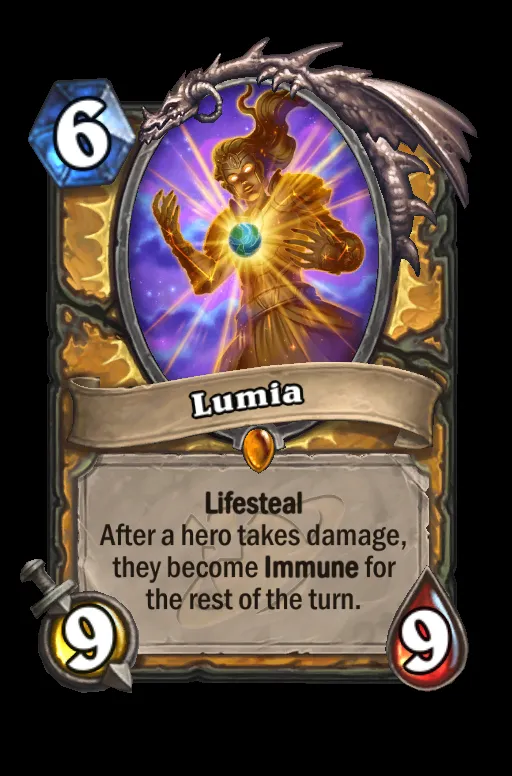 6
Lumia
Lifesteal
After a hero takes damage,
they become Immune for
the rest of the turn.
9
9